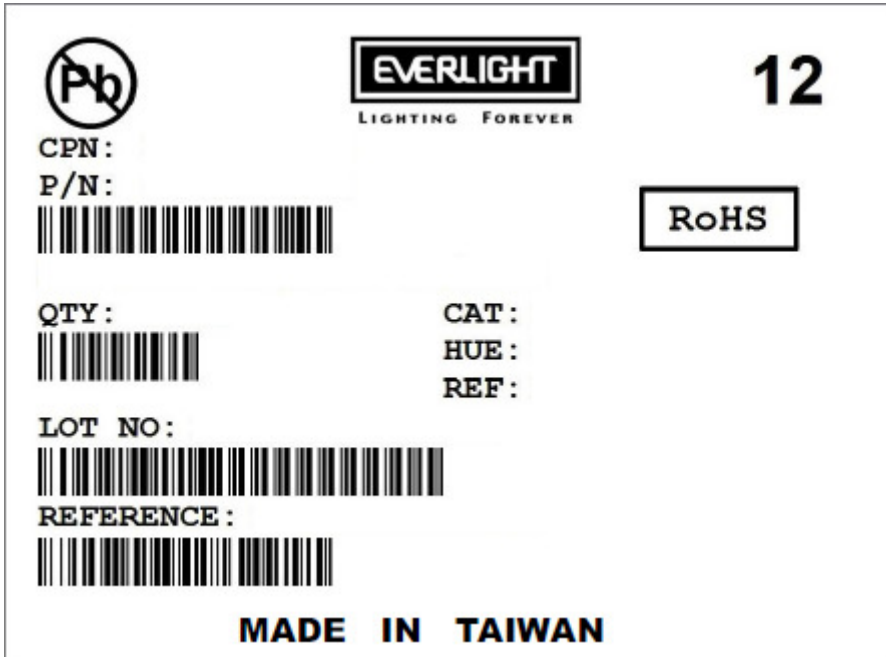 Pb
EVERLIGHT
LIGHTING FOREVER
12
CPN:
P/N:
RoHS
QTY:
CAT:
HUE:
REF:
LOT NO:
REFERENCE:
MADE IN TAIWAN